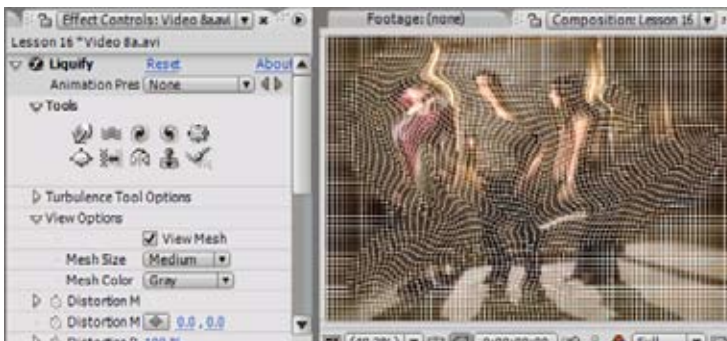 Effect Controls: Video 8a.avi
Lesson 16 * Video 8a.avi
Liquify Reset About
Animation Pres None
Tools
Turbulence Tool Options
View Options
View Mesh
Mesh Size Medium
Mesh Color Gray
Distortion M
Distortion M 0.0, 0.0
Footage: (none)
Composition: Lesson 16